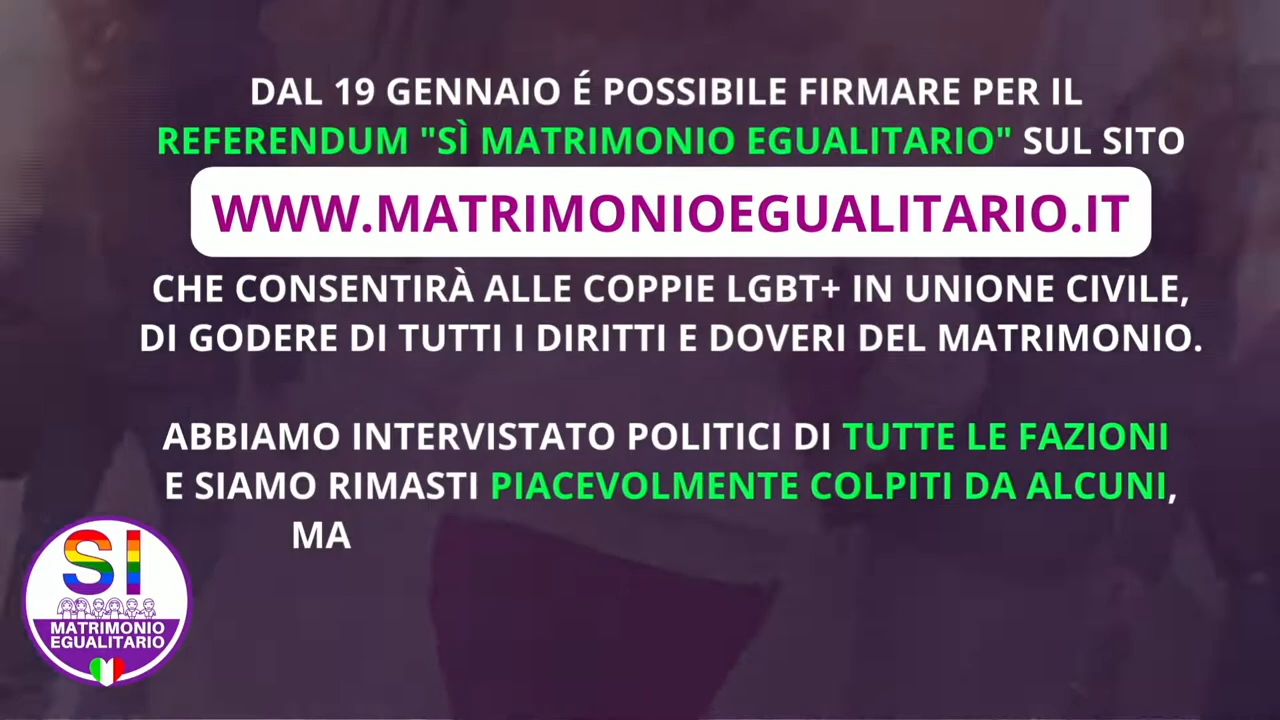 DAL 19 GENNAIO É POSSIBILE FIRMARE PER IL
REFERENDUM "SÌ MATRIMONIO EGUALITARIO" SUL SITO
WWW.MATRIMONIOEGUALITARIO.IT
CHE CONSENTIRÀ ALLE COPPIE LGBT+ IN UNIONE CIVILE,
DI GODERE DI TUTTI I DIRITTI E DOVERI DEL MATRIMONIO.
ABBIAMO INTERVISTATO POLITICI DI TUTTE LE FAZIONI
E SIAMO RIMASTI PIACEVOLMENTE COLPITI DA ALCUNI,
MA
SI
MATRIMONIO
EGUALITARIO